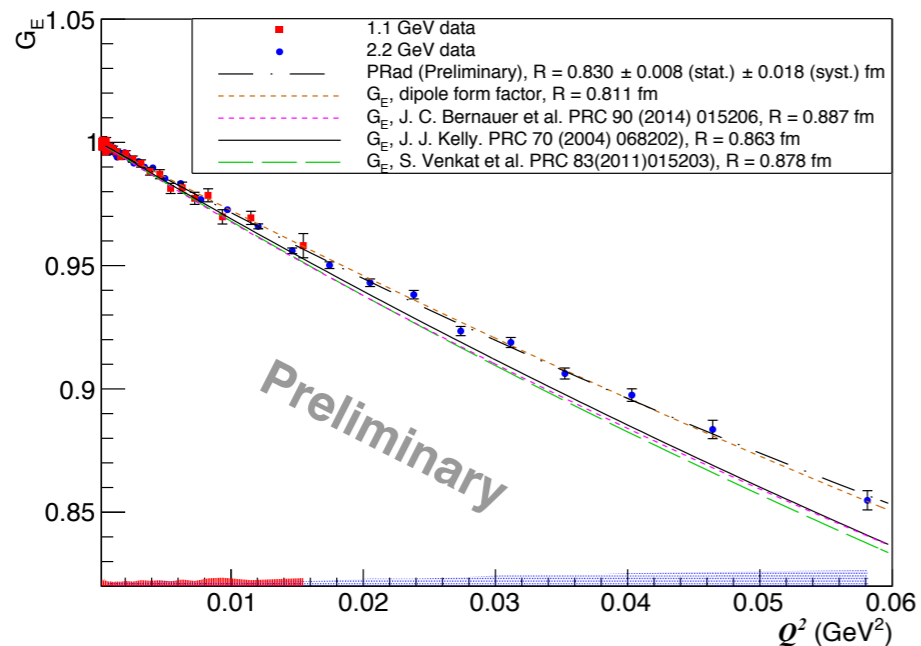 G_E
1.05
1
0.95
0.9
0.85
1.1 GeV data
2.2 GeV data
PRad (Preliminary), R = 0.830 ± 0.008 (stat.) ± 0.018 (syst.) fm
G_E, dipole form factor, R = 0.811 fm
G_E, J. C. Bernauer et al. PRC 90 (2014) 015206, R = 0.887 fm
G_E, J. J. Kelly. PRC 70 (2004) 068202), R = 0.863 fm
G_E, S. Venkat et al. PRC 83(2011)015203), R = 0.878 fm
Preliminary
0.01 0.02 0.03 0.04 0.05 0.06
Q² (GeV²)